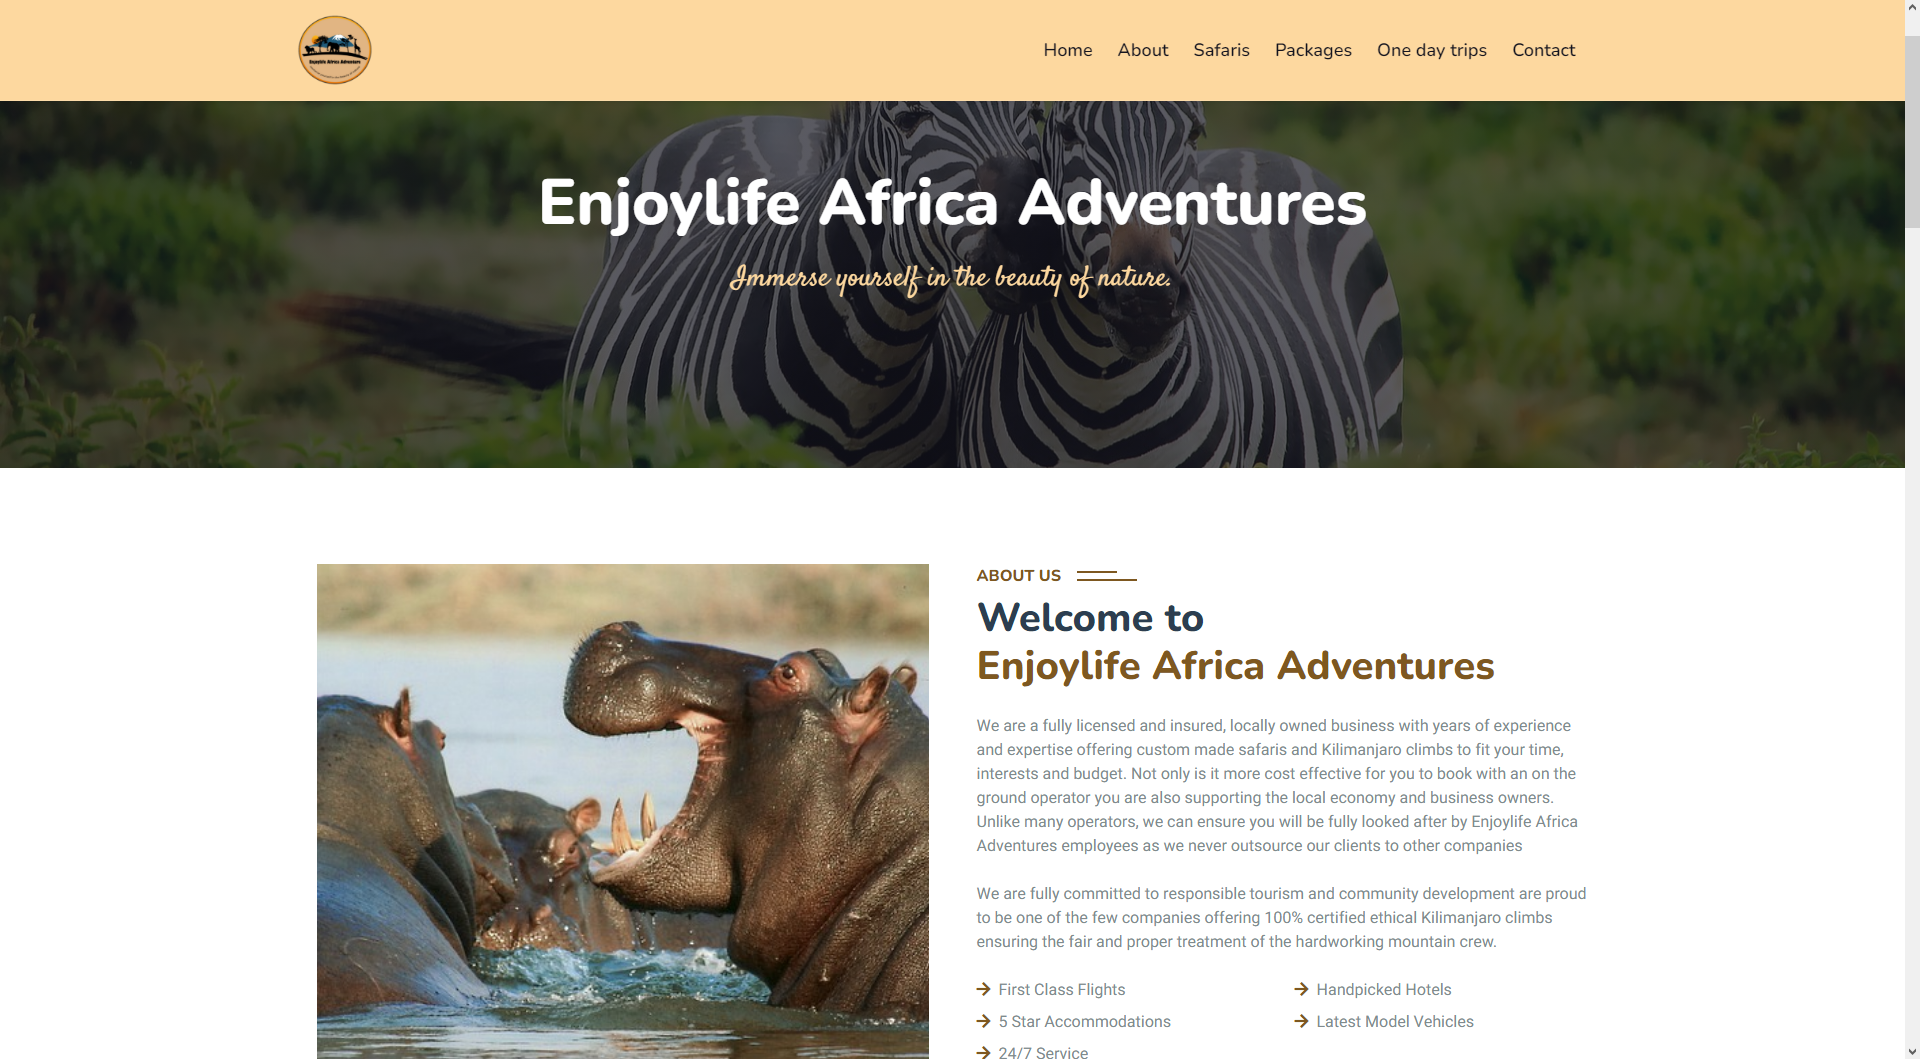 Enjoylife Africa Adventure
Home About Safaris Packages One day trips Contact
Enjoylife Africa Adventures
Immerse yourself in the beauty of nature.
ABOUT US
Welcome to
Enjoylife Africa Adventures
We are a fully licensed and insured, locally owned business with years of experience
and expertise offering custom made safaris and Kilimanjaro climbs to fit your time,
interests and budget. Not only is it more cost effective for you to book with an on the
ground operator you are also supporting the local economy and business owners.
Unlike many operators, we can ensure you will be fully looked after by Enjoylife Africa
Adventures employees as we never outsource our clients to other companies
We are fully committed to responsible tourism and community development are proud
to be one of the few companies offering 100% certified ethical Kilimanjaro climbs
ensuring the fair and proper treatment of the hardworking mountain crew.
First Class Flights
Handpicked Hotels
5 Star Accommodations
Latest Model Vehicles
24/7 Service